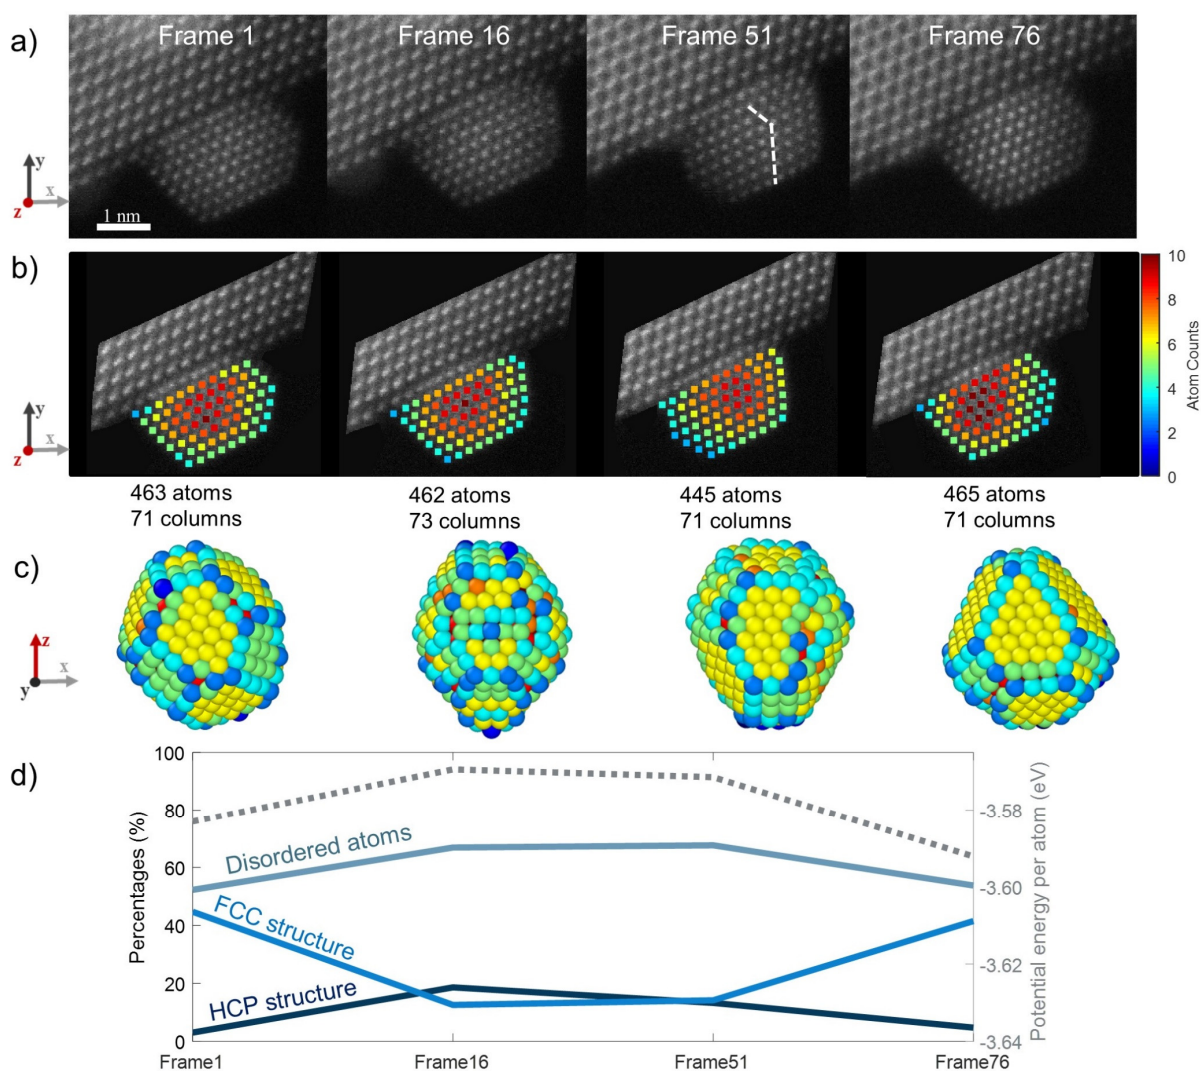 a)
Frame 1
Frame 16
Frame 51
Frame 76
y
x
z
1 nm
b)
10
8
6
4
2
0
Atom Counts
y
x
z
463 atoms
71 columns
462 atoms
73 columns
445 atoms
71 columns
465 atoms
71 columns
c)
z
x
y
d)
Percentages (%)
100
80
60
40
20
0
Disordered atoms
FCC structure
HCP structure
-3.58
-3.60
-3.62
-3.64
Potential energy per atom (eV)
Frame1
Frame16
Frame51
Frame76